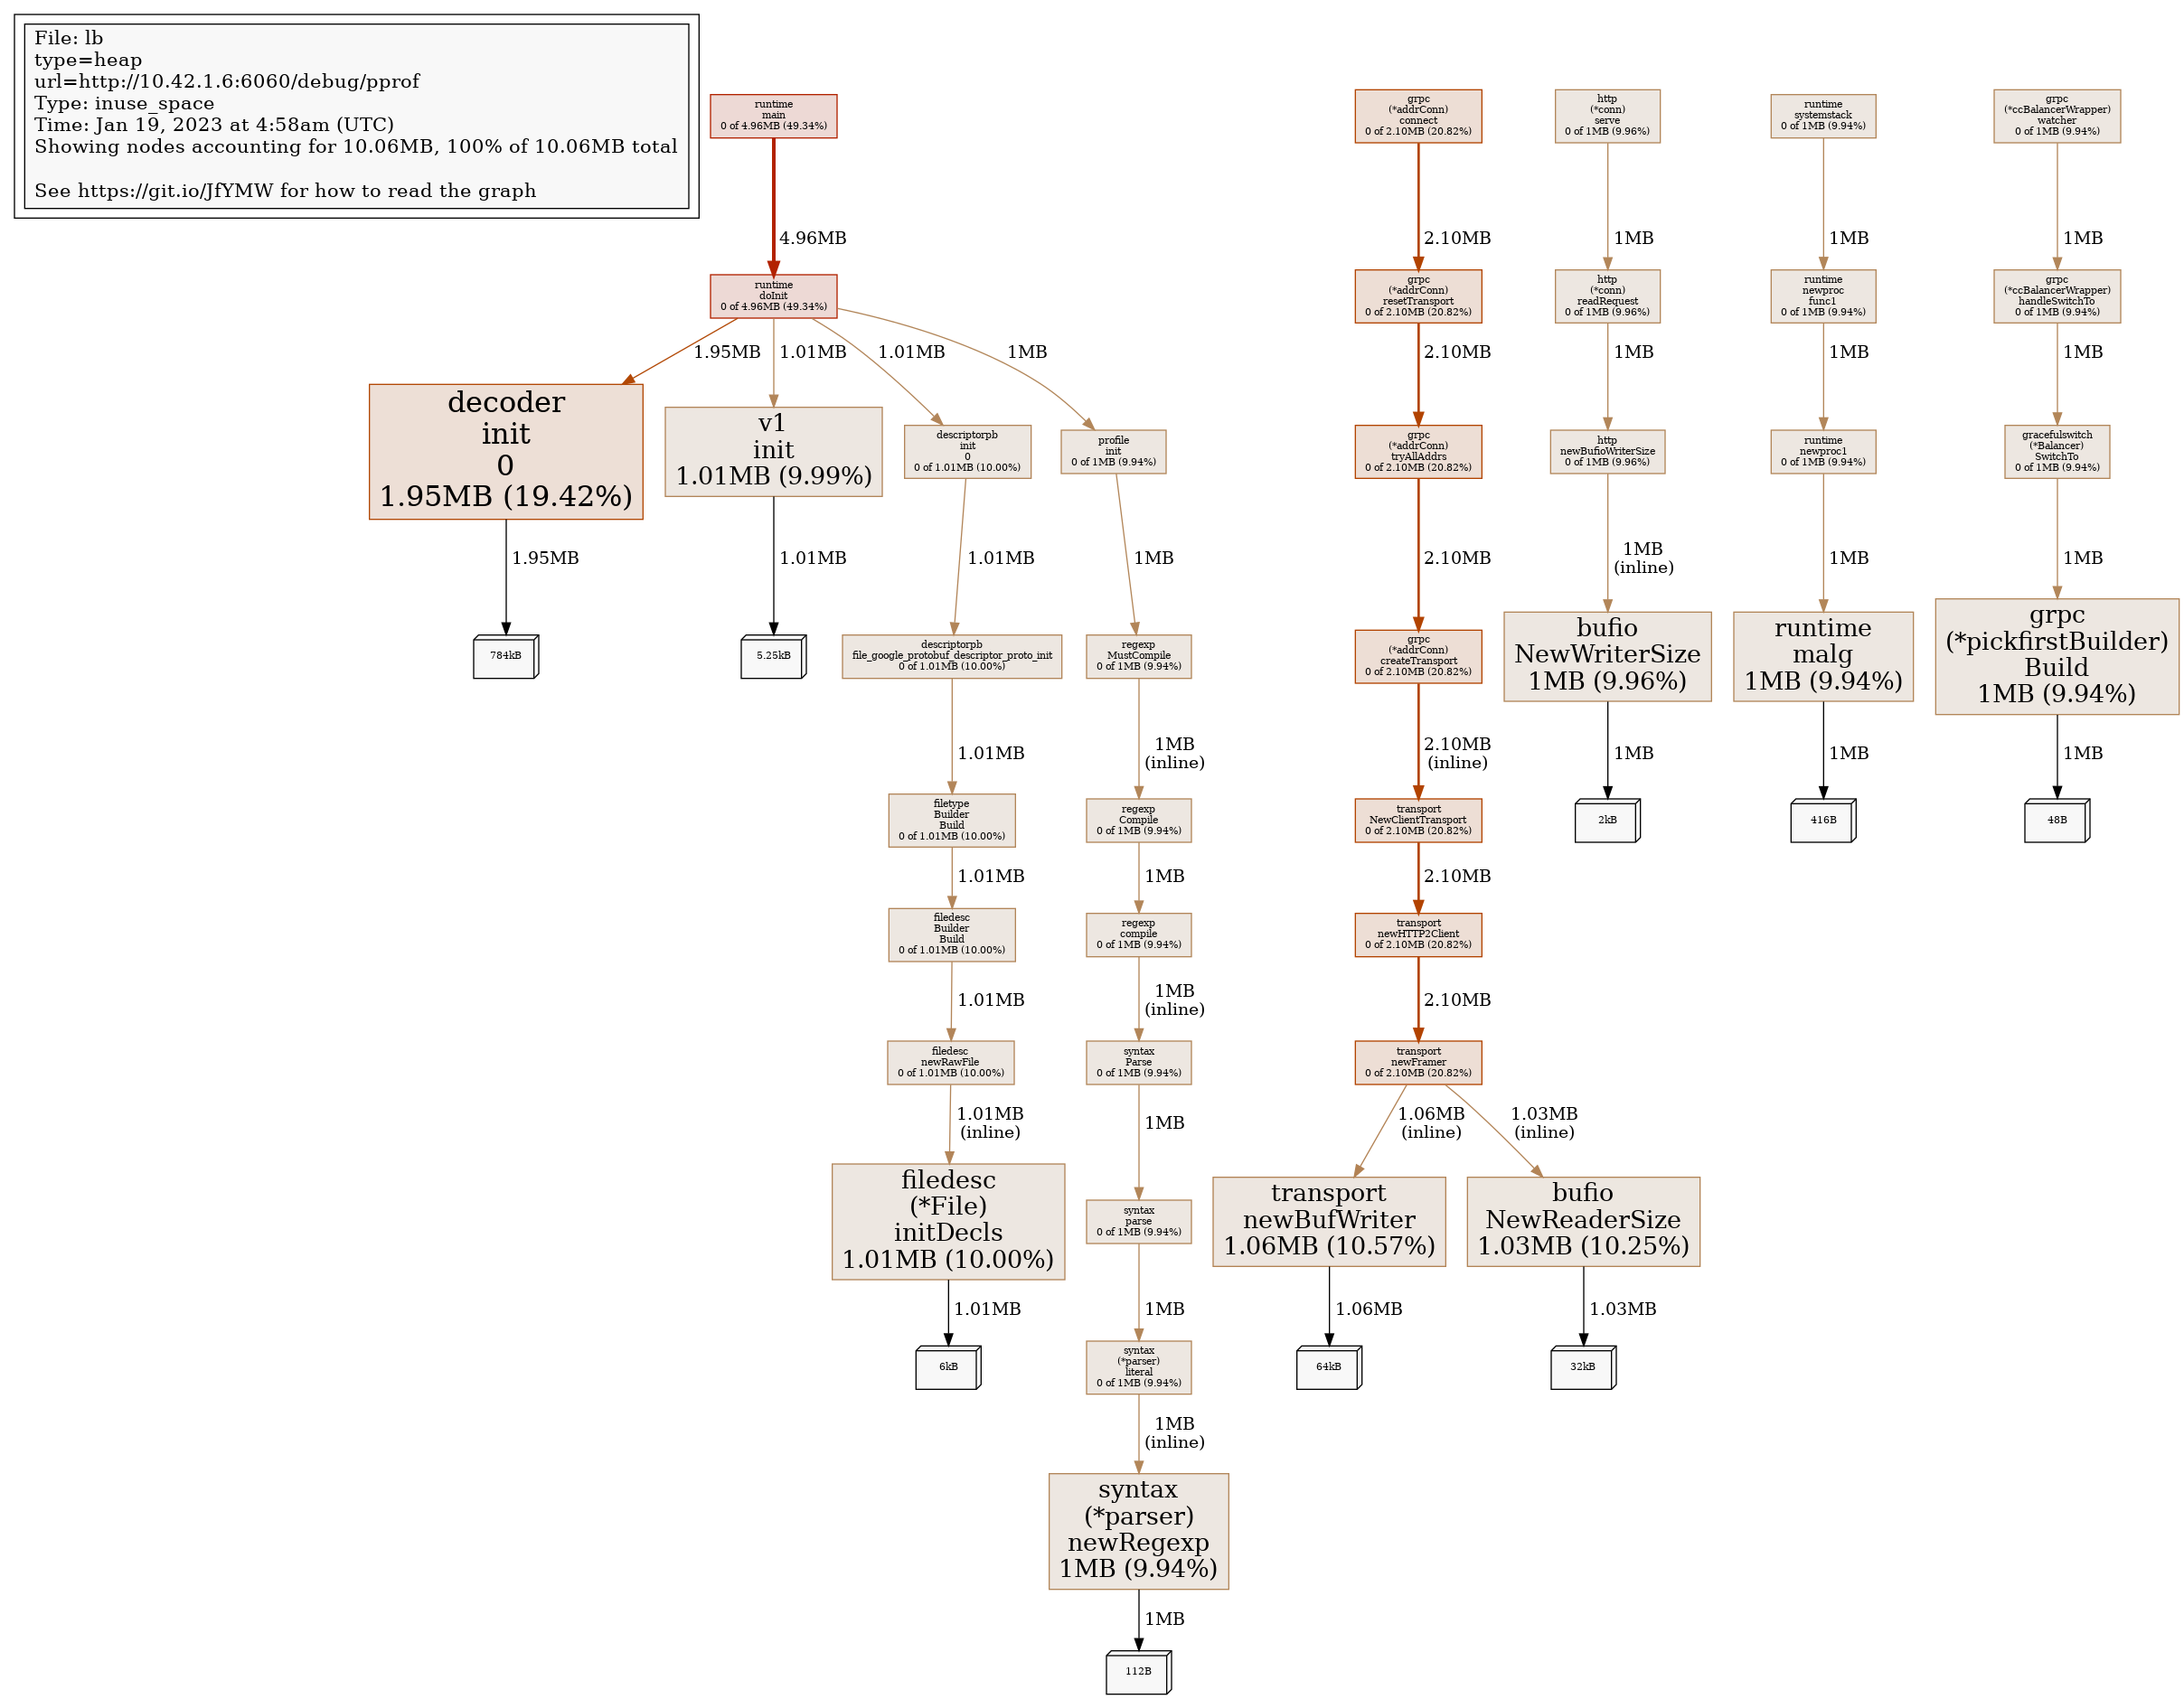 File: lb
type=heap
url=http://10.42.1.6:6060/debug/pprof
Type: inuse_space
Time: Jan 19, 2023 at 4:58am (UTC)
Showing nodes accounting for 10.06MB, 100% of 10.06MB total
See https://git.io/JfYMW for how to read the graph
runtime
main
0 of 4.96MB (49.34%)
grpc
(*addrConn)
connect
0 of 2.10MB (20.82%)
http
(*conn)
serve
0 of 1MB (9.96%)
runtime
systemstack
0 of 1MB (9.94%)
grpc
(*ccBalancerWrapper)
watcher
0 of 1MB (9.94%)
4.96MB
2.10MB
1MB
1MB
1MB
runtime
doInit
0 of 4.96MB (49.34%)
grpc
(*addrConn)
resetTransport
0 of 2.10MB (20.82%)
http
(*conn)
readRequest
0 of 1MB (9.96%)
runtime
newproc
func1
0 of 1MB (9.94%)
grpc
(*ccBalancerWrapper)
handleSwitchTo
0 of 1MB (9.94%)
1.95MB
1.01MB
1.01MB
1MB
2.10MB
1MB
1MB
1MB
decoder
init
0
1.95MB (19.42%)
v1
init
1.01MB (9.99%)
descriptorpb
init
0
0 of 1.01MB (10.00%)
profile
init
0 of 1MB (9.94%)
grpc
(*addrConn)
tryAllAddrs
0 of 2.10MB (20.82%)
http
newBufioWriterSize
0 of 1MB (9.96%)
runtime
newproc1
0 of 1MB (9.94%)
gracefulswitch
(*Balancer)
SwitchTo
0 of 1MB (9.94%)
1.95MB
1.01MB
1.01MB
1MB
2.10MB
1MB
(inline)
1MB
1MB
784kB
5.25kB
descriptorpb
file_google_protobuf_descriptor_proto_init
0 of 1.01MB (10.00%)
regexp
MustCompile
0 of 1MB (9.94%)
grpc
(*addrConn)
createTransport
0 of 2.10MB (20.82%)
bufio
NewWriterSize
1MB (9.96%)
runtime
malg
1MB (9.94%)
grpc
(*pickfirstBuilder)
Build
1MB (9.94%)
1.01MB
1MB
(inline)
2.10MB
(inline)
1MB
1MB
1MB
filetype
Builder
Build
0 of 1.01MB (10.00%)
regexp
Compile
0 of 1MB (9.94%)
transport
NewClientTransport
0 of 2.10MB (20.82%)
2kB
416B
48B
1.01MB
1MB
2.10MB
filedesc
Builder
Build
0 of 1.01MB (10.00%)
regexp
compile
0 of 1MB (9.94%)
transport
newHTTP2Client
0 of 2.10MB (20.82%)
1.01MB
1MB
(inline)
2.10MB
filedesc
newRawFile
0 of 1.01MB (10.00%)
syntax
Parse
0 of 1MB (9.94%)
transport
newFramer
0 of 2.10MB (20.82%)
1.01MB
(inline)
1MB
1.06MB
(inline)
1.03MB
(inline)
filedesc
(*File)
initDecls
1.01MB (10.00%)
syntax
parse
0 of 1MB (9.94%)
transport
newBufWriter
1.06MB (10.57%)
bufio
NewReaderSize
1.03MB (10.25%)
1.01MB
1MB
1.06MB
1.03MB
6kB
syntax
(*parser)
literal
0 of 1MB (9.94%)
64kB
32kB
1MB
(inline)
syntax
(*parser)
newRegexp
1MB (9.94%)
1MB
112B